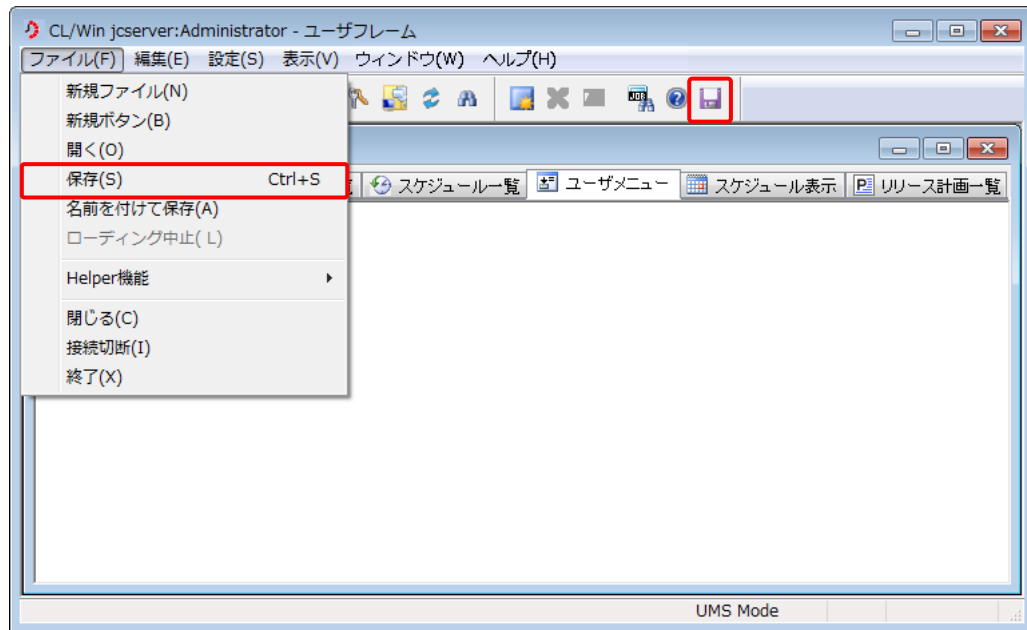 CL/Win jcserver:Administrator - ユーザフレーム
ファイル(F) 編集(E) 設定(S) 表示(V) ウィンドウ(W) ヘルプ(H)
新規ファイル(N)
新規ボタン(B)
開く(O)
保存(S) Ctrl+S
スケジュール一覧 ユーザメニュー スケジュール表示 リリース計画一覧
名前を付けて保存(A)
ローディング中止( L)
Helper機能
閉じる(C)
接続切断(I)
終了(X)
UMS Mode